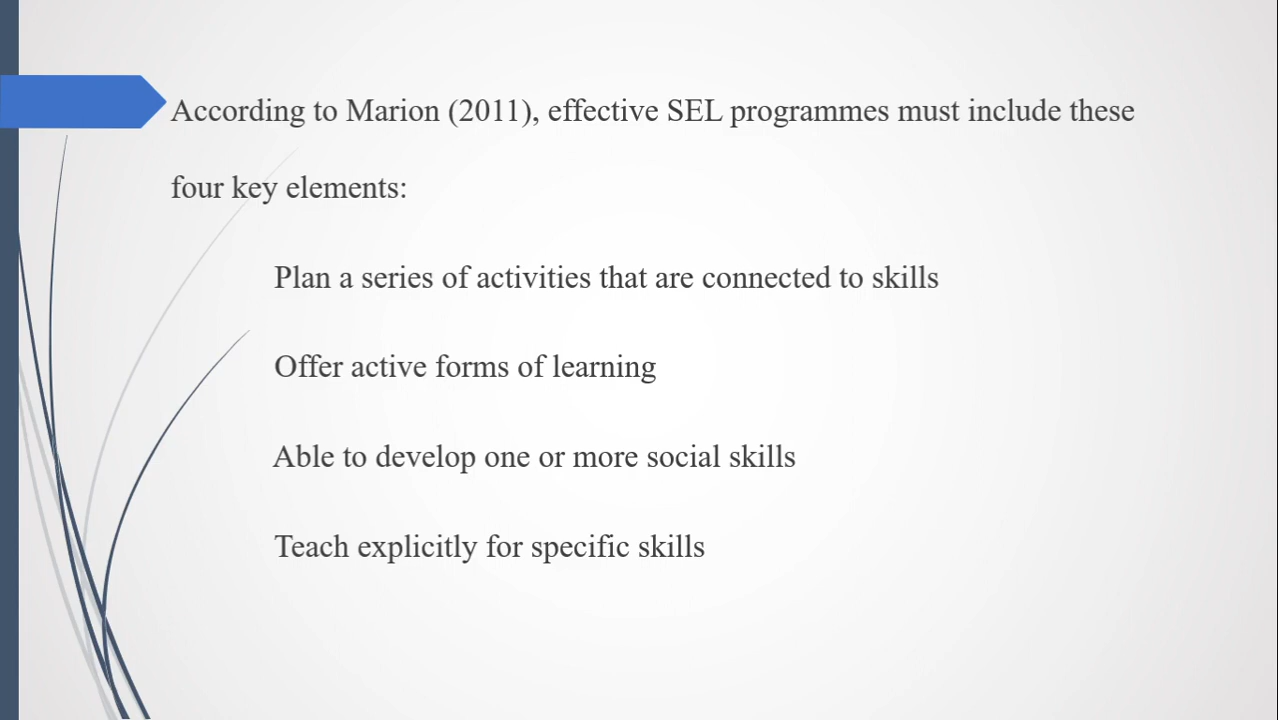 According to Marion (2011), effective SEL programmes must include these
four key elements:
Plan a series of activities that are connected to skills
Offer active forms of learning
Able to develop one or more social skills
Teach explicitly for specific skills